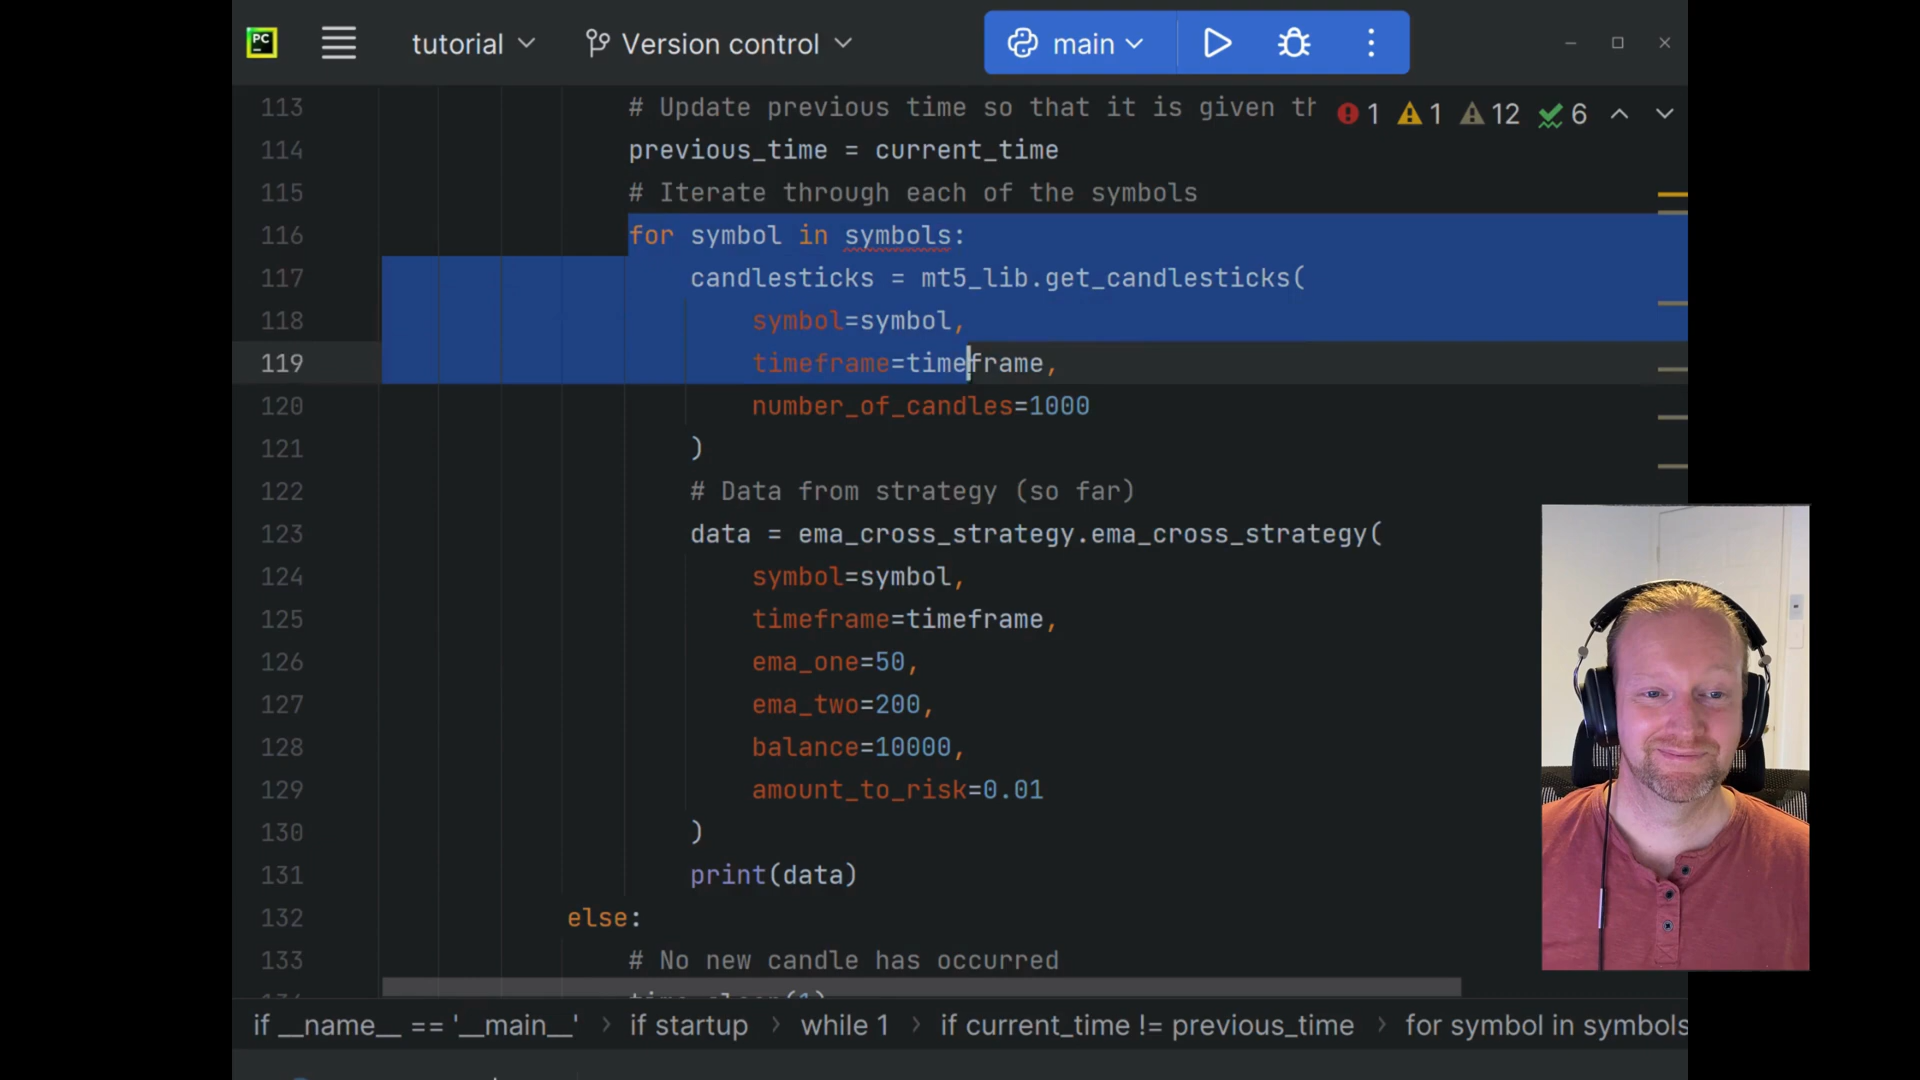 PC
tutorial
Version control
main
1
1
12
6
113 # Update previous time so that it is given th
114 previous_time = current_time
115 # Iterate through each of the symbols
116 for symbol in symbols:
117 candlesticks = mt5_lib.get_candlesticks(
118 symbol=symbol,
119 timeframe=timeframe,
120 number_of_candles=1000
121 )
122 # Data from strategy (so far)
123 data = ema_cross_strategy.ema_cross_strategy(
124 symbol=symbol,
125 timeframe=timeframe,
126 ema_one=50,
127 ema_two=200,
128 balance=10000,
129 amount_to_risk=0.01
130 )
131 print(data)
132 else:
133 # No new candle has occurred
if __name__ == '__main__' › if startup › while 1 › if current_time != previous_time › for symbol in symbols